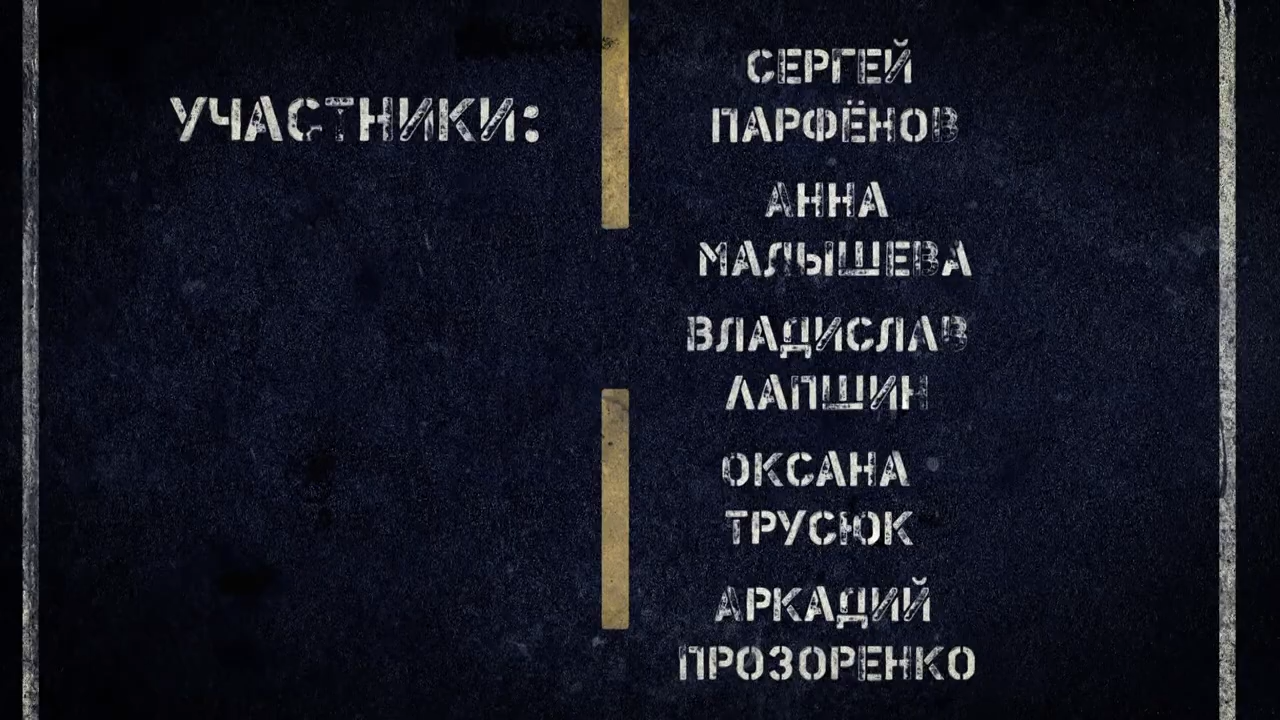 УЧАСТНИКИ:
СЕРГЕЙ
ПАРФЁНОВ
АННА
МАЛЫШЕВА
ВЛАДИСЛАВ
ЛАПШИН
ОКСАНА
ТРУСЮК
АРКАДИЙ
ПРОЗОРЕНКО